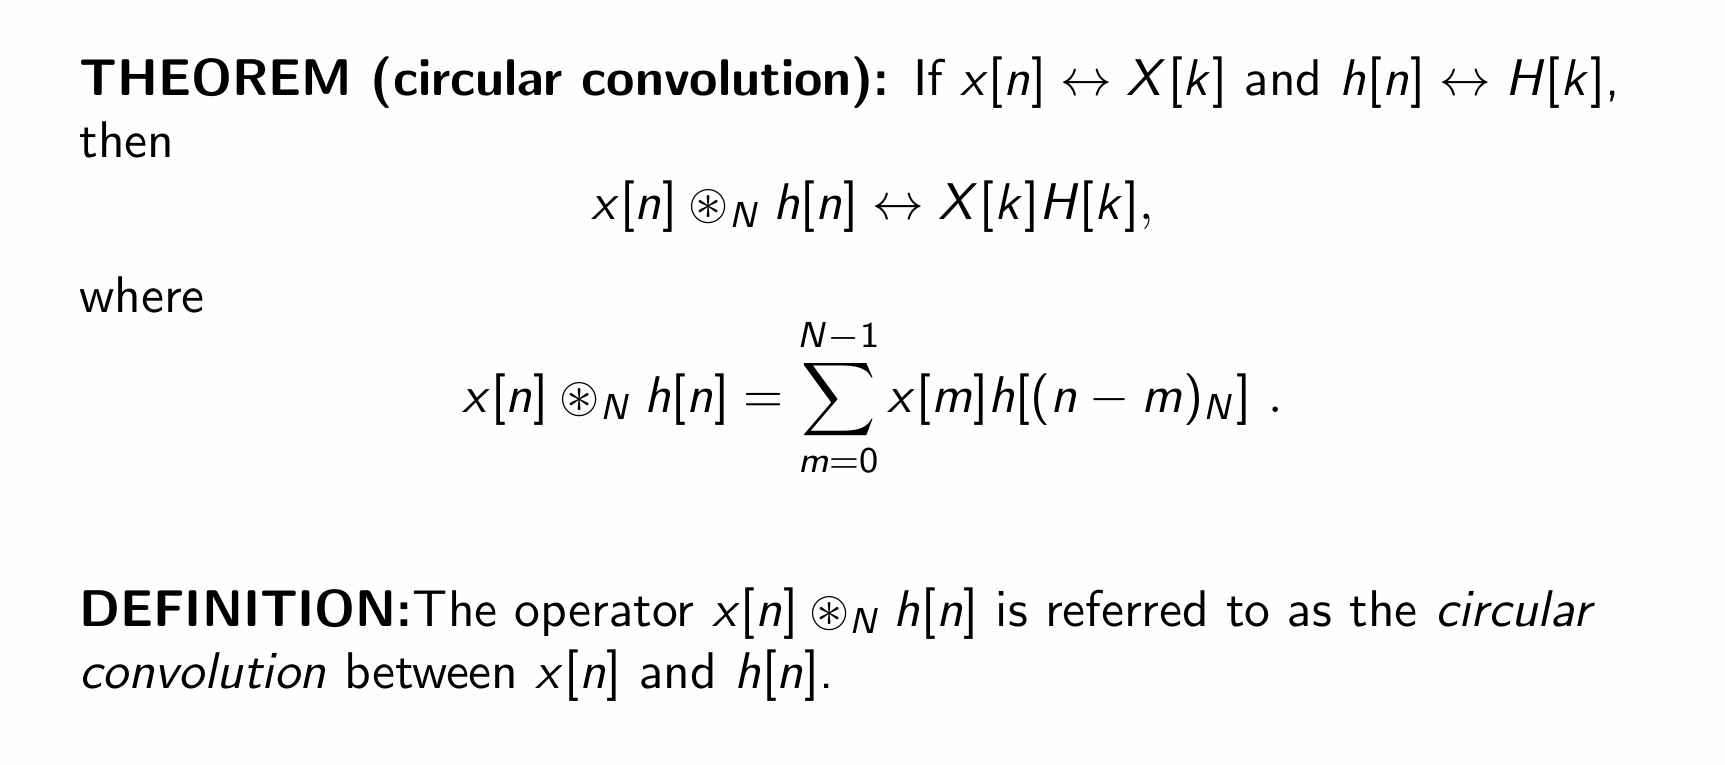 THEOREM (circular convolution): If x[n] ↔ X[k] and h[n] ↔ H[k],
then
x[n] ⊛_N h[n] ↔ X[k]H[k],
where
x[n] ⊛_N h[n] = \sum_{m=0}^{N−1} x[m]h[(n − m)_N] .
DEFINITION:The operator x[n] ⊛_N h[n] is referred to as the circular
convolution between x[n] and h[n].